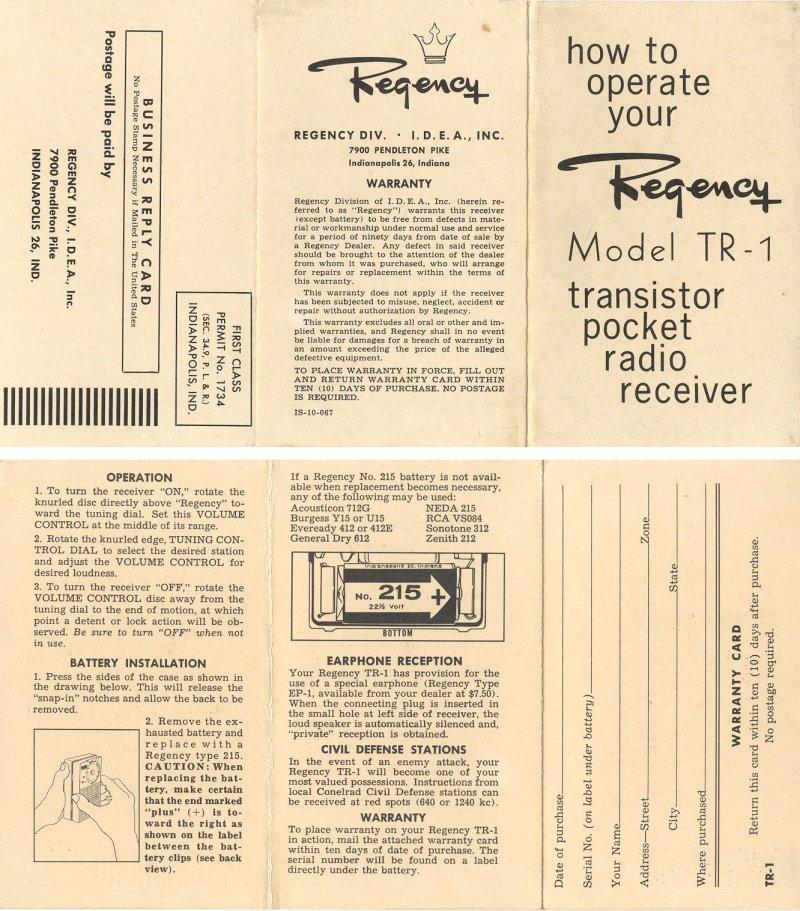 BUSINESS REPLY CARD
No Postage Stamp Necessary if Mailed in The United States
Postage will be paid by
REGENCY DIV., I.D.E.A., Inc.
7900 Pendleton Pike
INDIANAPOLIS 26, IND.
FIRST CLASS
PERMIT No. 1734
(SEC. 34.9, P. L. & R.)
INDIANAPOLIS, IND.
Regency
REGENCY DIV. · I.D.E.A., INC.
7900 PENDLETON PIKE
Indianapolis 26, Indiana
WARRANTY
Regency Division of I.D.E.A., Inc. (herein re-
ferred to as "Regency") warrants this receiver
(except battery) to be free from defects in mate-
rial or workmanship under normal use and service
for a period of ninety days from date of sale by
a Regency Dealer. Any defect in said receiver
should be brought to the attention of the dealer
from whom it was purchased, who will arrange
for repairs or replacement within the terms of
this warranty.
This warranty does not apply if the receiver
has been subjected to misuse, neglect, accident or
repair without authorization by Regency.
This warranty excludes all oral or other and im-
plied warranties, and Regency shall in no event
be liable for damages for a breach of warranty in
an amount exceeding the price of the alleged
defective equipment.
TO PLACE WARRANTY IN FORCE, FILL OUT
AND RETURN WARRANTY CARD WITHIN
TEN (10) DAYS OF PURCHASE. NO POSTAGE
IS REQUIRED.
IS-10-067
how to
operate
your
Regency
Model TR-1
transistor
pocket
radio
receiver
OPERATION
1. To turn the receiver "ON," rotate the
knurled disc directly above "Regency" to-
ward the tuning dial. Set this VOLUME
CONTROL at the middle of its range.
2. Rotate the knurled edge, TUNING CON-
TROL DIAL to select the desired station
and adjust the VOLUME CONTROL for
desired loudness.
3. To turn the receiver "OFF," rotate the
VOLUME CONTROL disc away from the
tuning dial to the end of motion, at which
point a detent or lock action will be ob-
served. Be sure to turn "OFF" when not
in use.
BATTERY INSTALLATION
1. Press the sides of the case as shown in
the drawing below. This will release the
"snap-in" notches and allow the back to be
removed.
2. Remove the ex-
hausted battery and
replace with a
Regency type 215.
CAUTION: When
replacing the bat-
tery, make certain
that the end marked
"plus" (+) is to-
ward the right as
shown on the label
between the bat-
tery clips (see back
view).
If a Regency No. 215 battery is not avail-
able when replacement becomes necessary,
any of the following may be used:
Acousticon 712G NEDA 215
Burgess Y15 or U15 RCA VS084
Eveready 412 or 412E Sonotone 312
General Dry 612 Zenith 212
Indianapolis 26, Indiana
No. 215 +
22½ Volt
BOTTOM
EARPHONE RECEPTION
Your Regency TR-1 has provision for the
use of a special earphone (Regency Type
EP-1, available from your dealer at $7.50).
When the connecting plug is inserted in
the small hole at left side of receiver, the
loud speaker is automatically silenced and,
"private" reception is obtained.
CIVIL DEFENSE STATIONS
In the event of an enemy attack, your
Regency TR-1 will become one of your
most valued possessions. Instructions from
local Conelrad Civil Defense stations can
be received at red spots (640 or 1240 kc).
WARRANTY
To place warranty on your Regency TR-1
in action, mail the attached warranty card
within ten days of date of purchase. The
serial number will be found on a label
directly under the battery.
Date of purchase
Serial No. (on label under battery)
Your Name
Address—Street Zone
City State
Where purchased
WARRANTY CARD
Return this card within ten (10) days after purchase.
No postage required.
TR-1